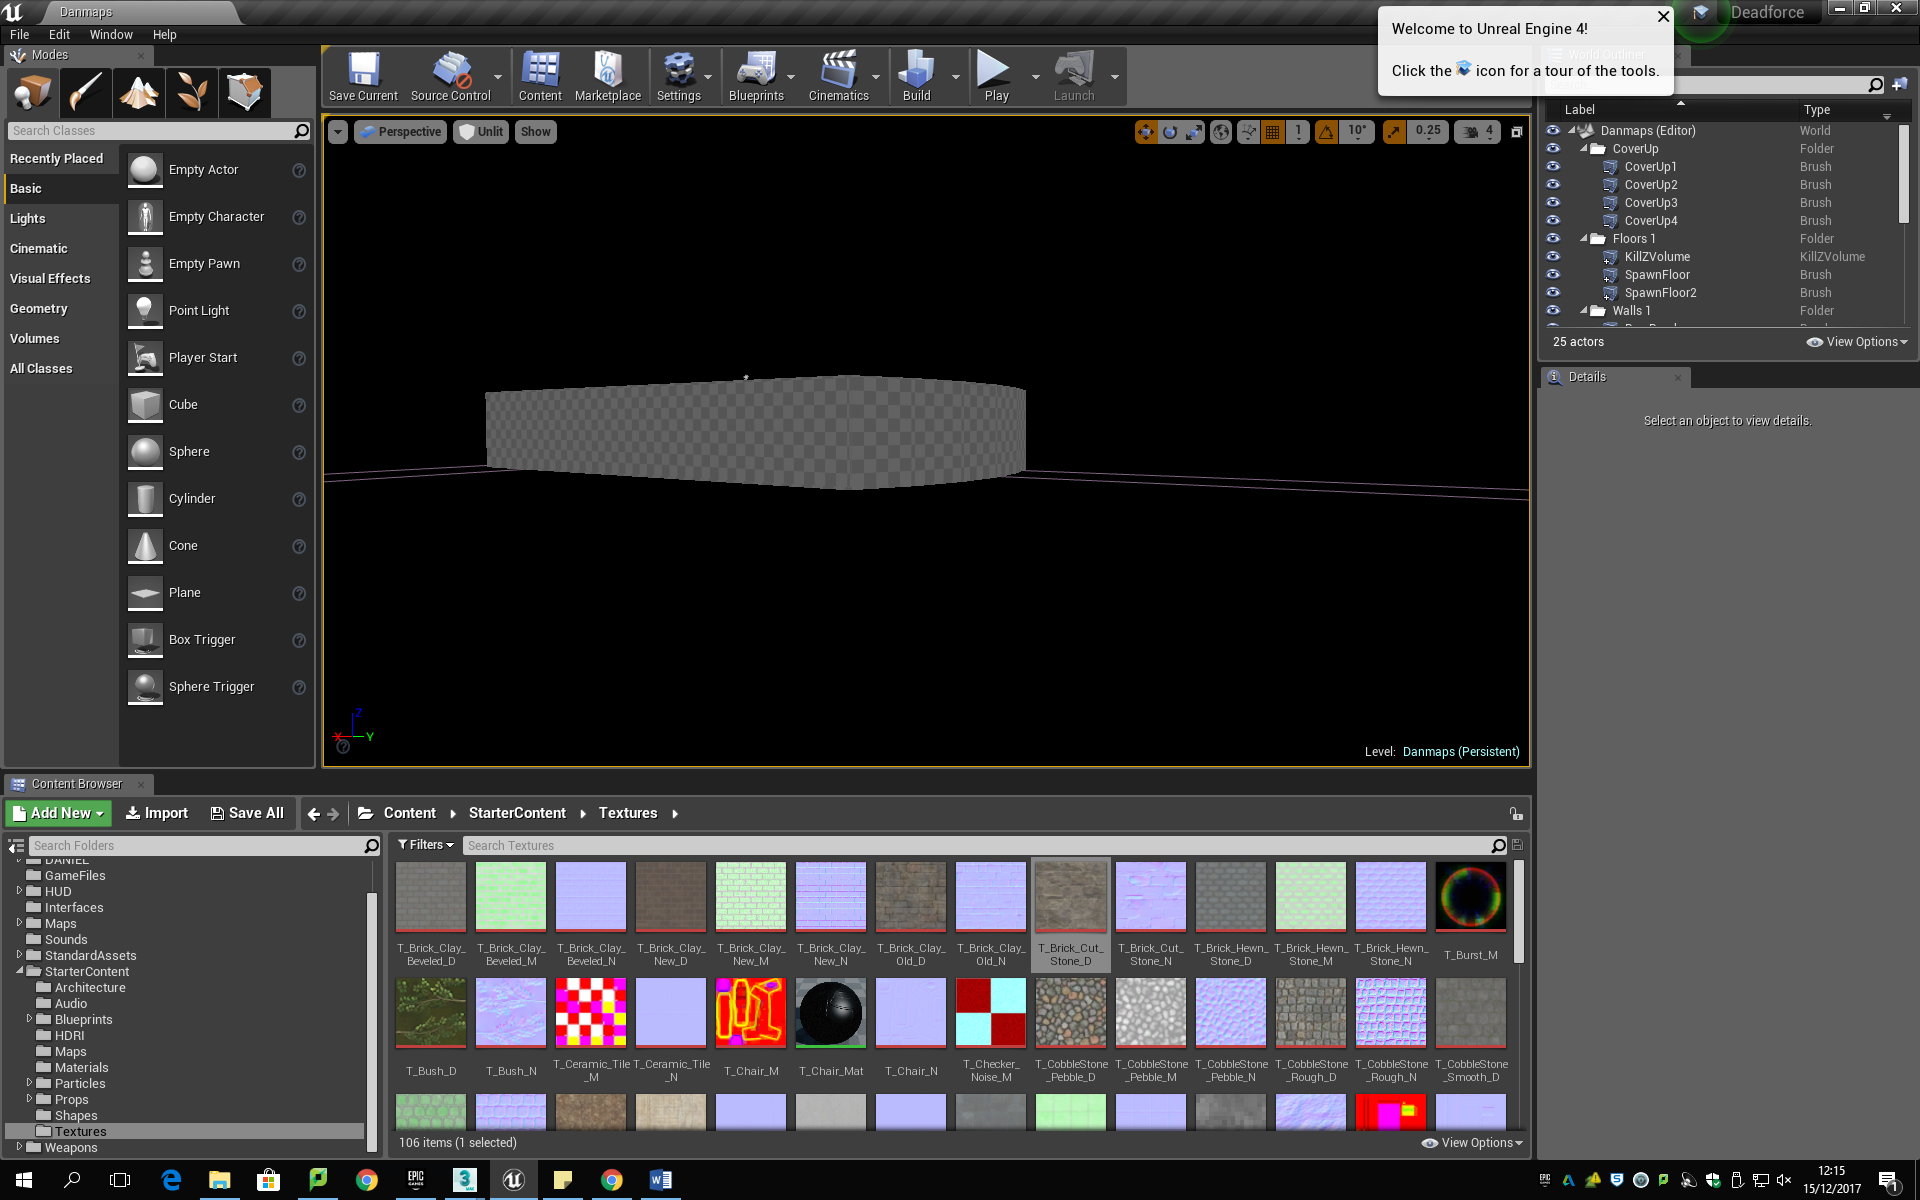 Danmaps
Deadforce
File Edit Window Help
Welcome to Unreal Engine 4!
Click the icon for a tour of the tools.
Modes
World Outliner
Save Current
Source Control
Content
Marketplace
Settings
Blueprints
Cinematics
Build
Play
Launch
Search Classes
Recently Placed
Basic
Lights
Cinematic
Visual Effects
Geometry
Volumes
All Classes
Empty Actor
Empty Character
Empty Pawn
Point Light
Player Start
Cube
Sphere
Cylinder
Cone
Plane
Box Trigger
Sphere Trigger
Perspective
Unlit
Show
1
10°
0.25
4
Z
X
Y
Level: Danmaps (Persistent)
Label Type
Danmaps (Editor) World
CoverUp Folder
CoverUp1 Brush
CoverUp2 Brush
CoverUp3 Brush
CoverUp4 Brush
Floors 1 Folder
KillZVolume KillZVolume
SpawnFloor Brush
SpawnFloor2 Brush
Walls 1 Folder
25 actors
View Options
Details
Select an object to view details.
Content Browser
Add New
Import
Save All
Content
StarterContent
Textures
Search Folders
DANIEL
GameFiles
HUD
Interfaces
Maps
Sounds
StandardAssets
StarterContent
Architecture
Audio
Blueprints
HDRI
Maps
Materials
Particles
Props
Shapes
Textures
Weapons
Filters
Search Textures
T_Brick_Clay_
Beveled_D
T_Brick_Clay_
Beveled_M
T_Brick_Clay_
Beveled_N
T_Brick_Clay_
New_D
T_Brick_Clay_
New_M
T_Brick_Clay_
New_N
T_Brick_Clay_
Old_D
T_Brick_Clay_
Old_N
T_Brick_Cut_
Stone_D
T_Brick_Cut_
Stone_N
T_Brick_Hewn_
Stone_D
T_Brick_Hewn_
Stone_M
T_Brick_Hewn_
Stone_N
T_Burst_M
T_Bush_D
T_Bush_N
T_Ceramic_Tile
_M
T_Ceramic_Tile
_N
T_Chair_M
T_Chair_Mat
T_Chair_N
T_Checker_
Noise_M
T_CobbleStone
_Pebble_D
T_CobbleStone
_Pebble_M
T_CobbleStone
_Pebble_N
T_CobbleStone
_Rough_D
T_CobbleStone
_Rough_N
T_CobbleStone
_Smooth_D
106 items (1 selected)
View Options
EPIC
GAMES
3
12:15
15/12/2017
1